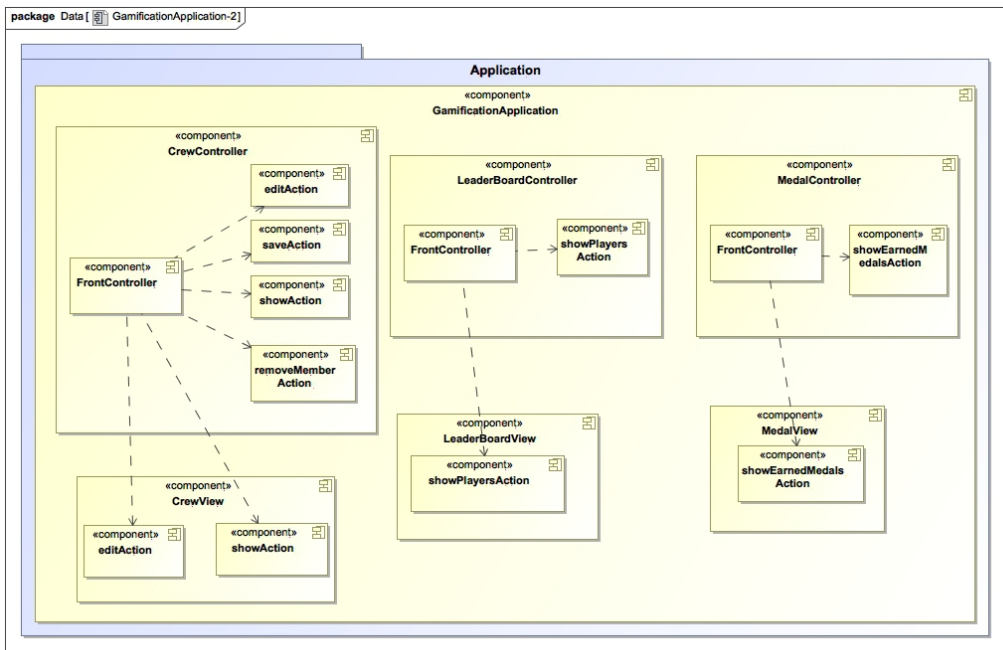 package Data [ GamificationApplication-2]
Application
«component»
GamificationApplication
«component»
CrewController
«component»
editAction
«component»
saveAction
«component»
FrontController
«component»
showAction
«component»
removeMember
Action
«component»
CrewView
«component»
editAction
«component»
showAction
«component»
LeaderBoardController
«component»
FrontController
«component»
showPlayers
Action
«component»
LeaderBoardView
«component»
showPlayersAction
«component»
MedalController
«component»
FrontController
«component»
showEarnedM
edalsAction
«component»
MedalView
«component»
showEarnedMedals
Action